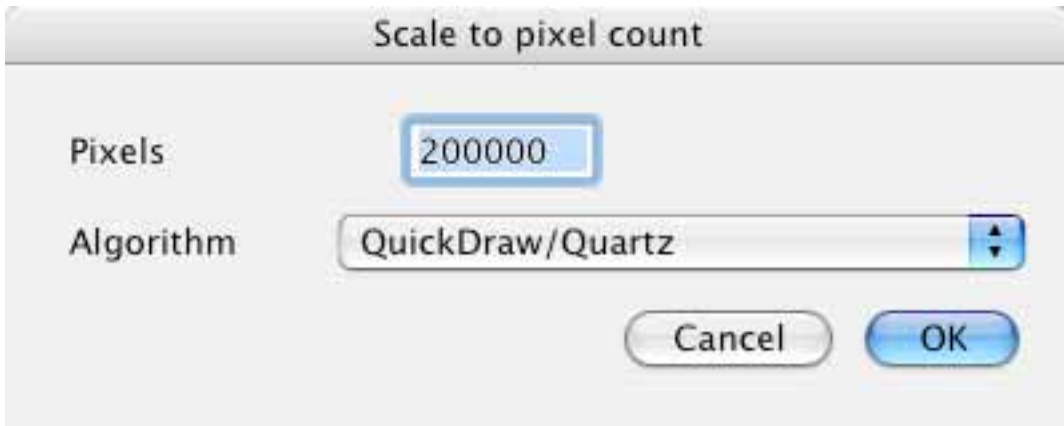 Scale to pixel count
Pixels 200000
Algorithm QuickDraw/Quartz
Cancel OK